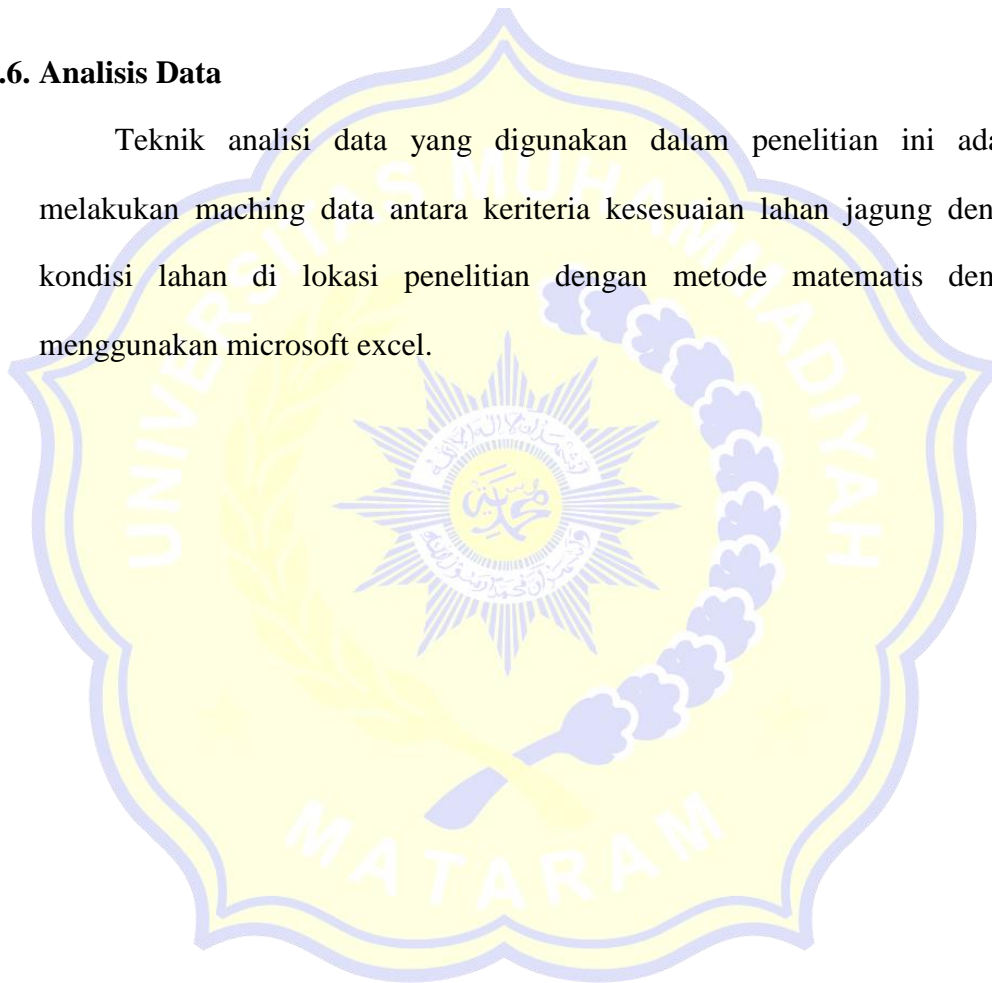 .6. Analisis Data
Teknik analisi data yang digunakan dalam penelitian ini ada
melakukan maching data antara keriteria kesesuaian lahan jagung den
kondisi lahan di lokasi penelitian dengan metode matematis den
menggunakan microsoft excel.
UNIVERSITAS MUHAMMADIYAH
MATARAM